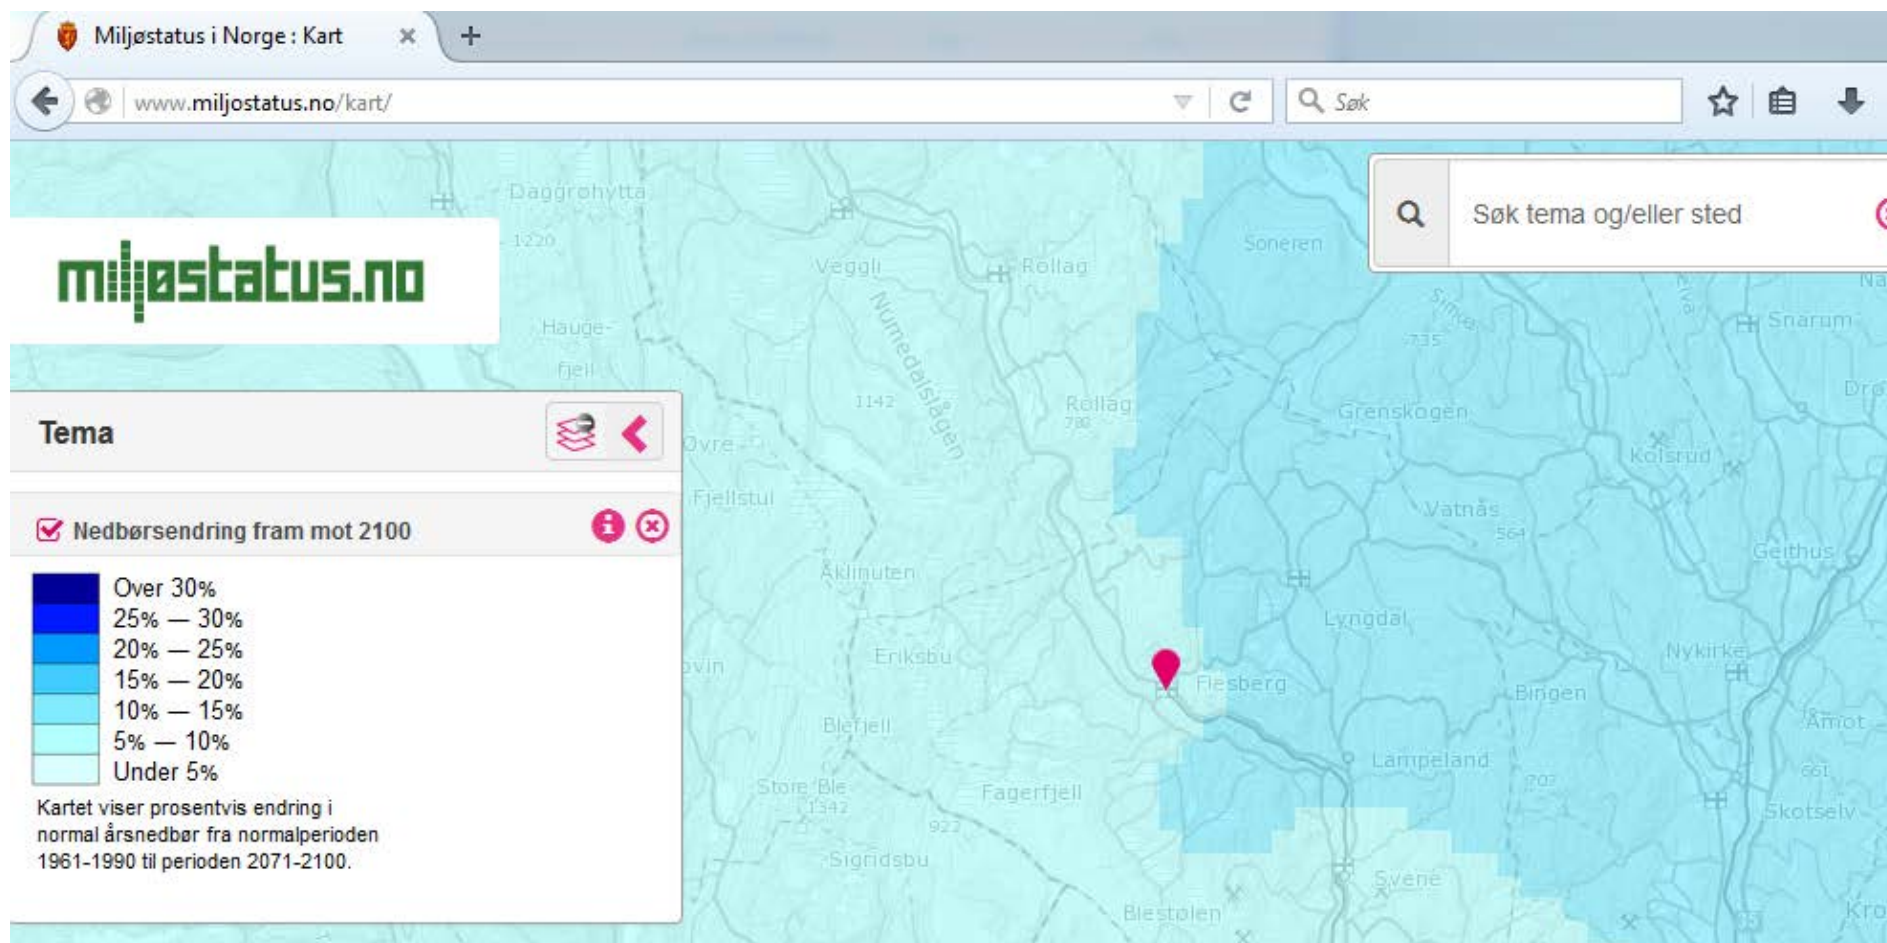 Miljøstatus i Norge : Kart
www.miljostatus.no/kart/
Søk
miljøstatus.no
Søk tema og/eller sted
Tema
Nedbørsendring fram mot 2100
Over 30%
25% — 30%
20% — 25%
15% — 20%
10% — 15%
5% — 10%
Under 5%
Kartet viser prosentvis endring i
normal årsnedbør fra normalperioden
1961-1990 til perioden 2071-2100.
Daggrohytta
1220
Veggli
Rollag
Soneren
Numedalslågen
Hauge-
fjell
Simoa
735
Snarum
1142
Rollag
Grenskogen
Øvre
Kolsrud
Fjellstul
Vatnås
564
Geithus
Åklinuten
Lyngdal
Eriksbu
Nykirke
Flesberg
Bingen
Blefjell
Åmot
Lampeland
661
Store Ble
1342
Fagerfjell
703
922
Skotselv
Sigridsbu
Svene
Blestølen